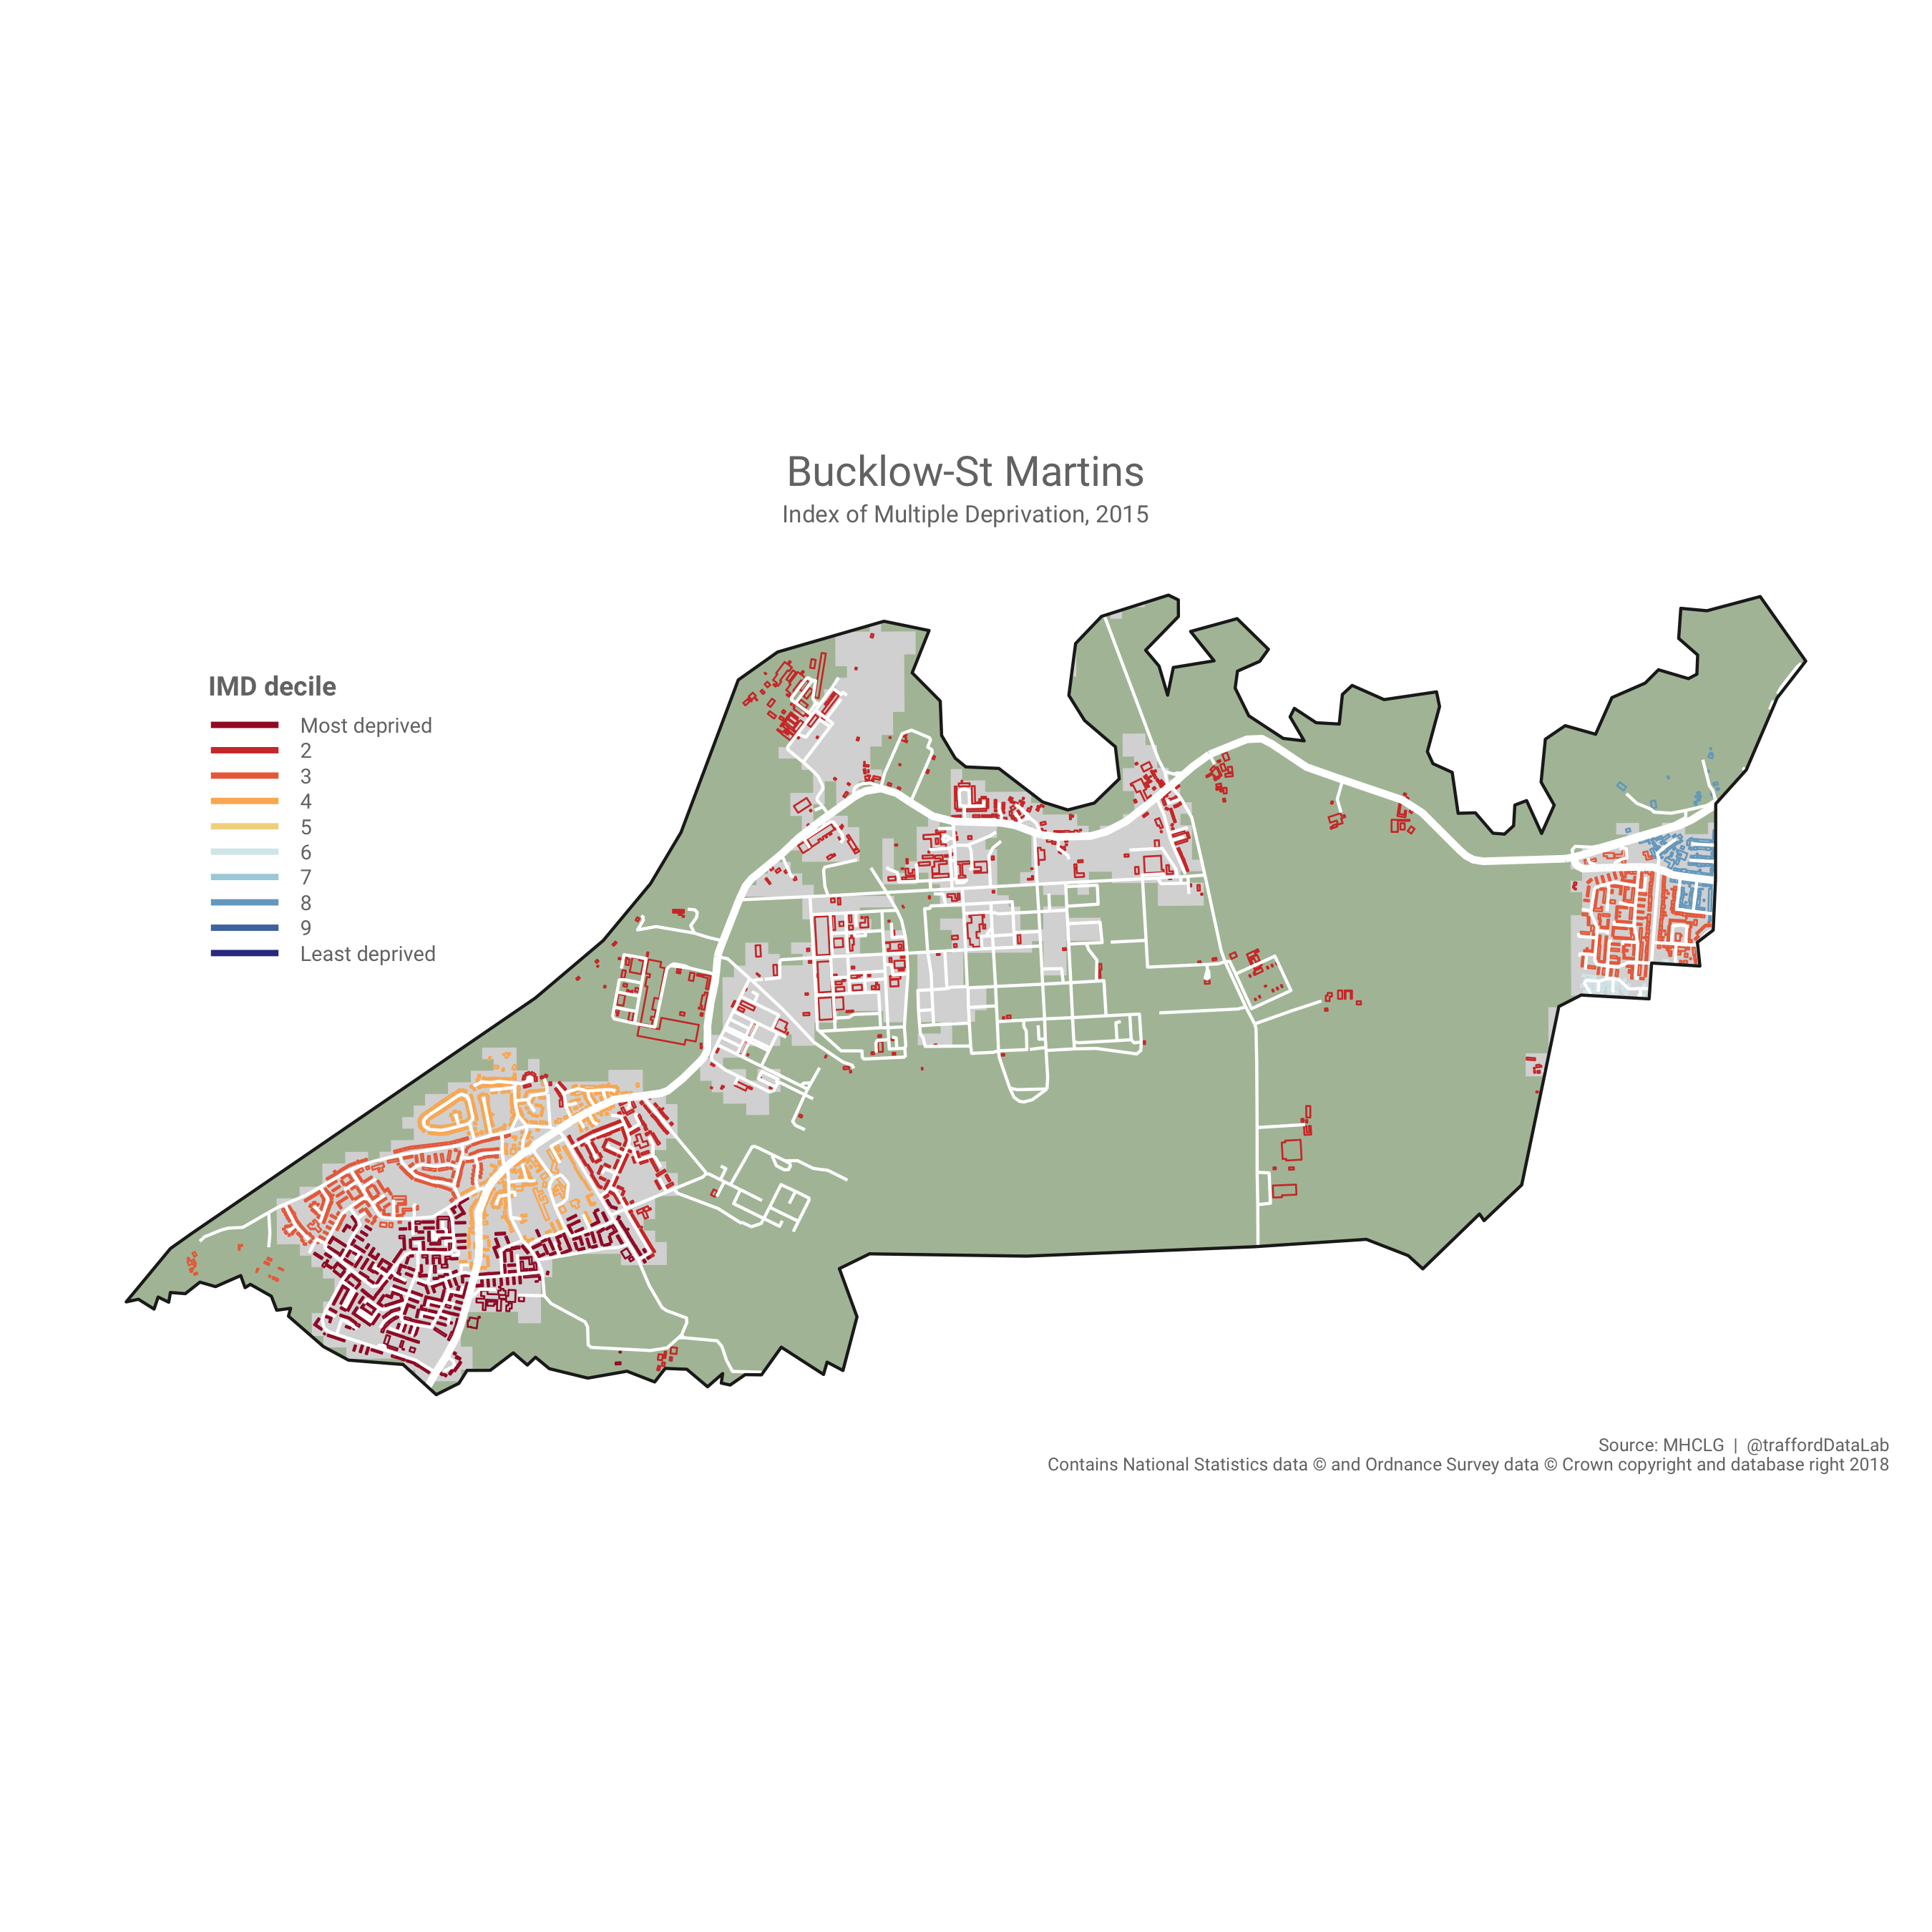 Bucklow-St Martins
Index of Multiple Deprivation, 2015
IMD decile
Most deprived
2
3
4
5
6
7
8
9
Least deprived
Source: MHCLG | @traffordDataLab
Contains National Statistics data © and Ordnance Survey data © Crown copyright and database right 2018